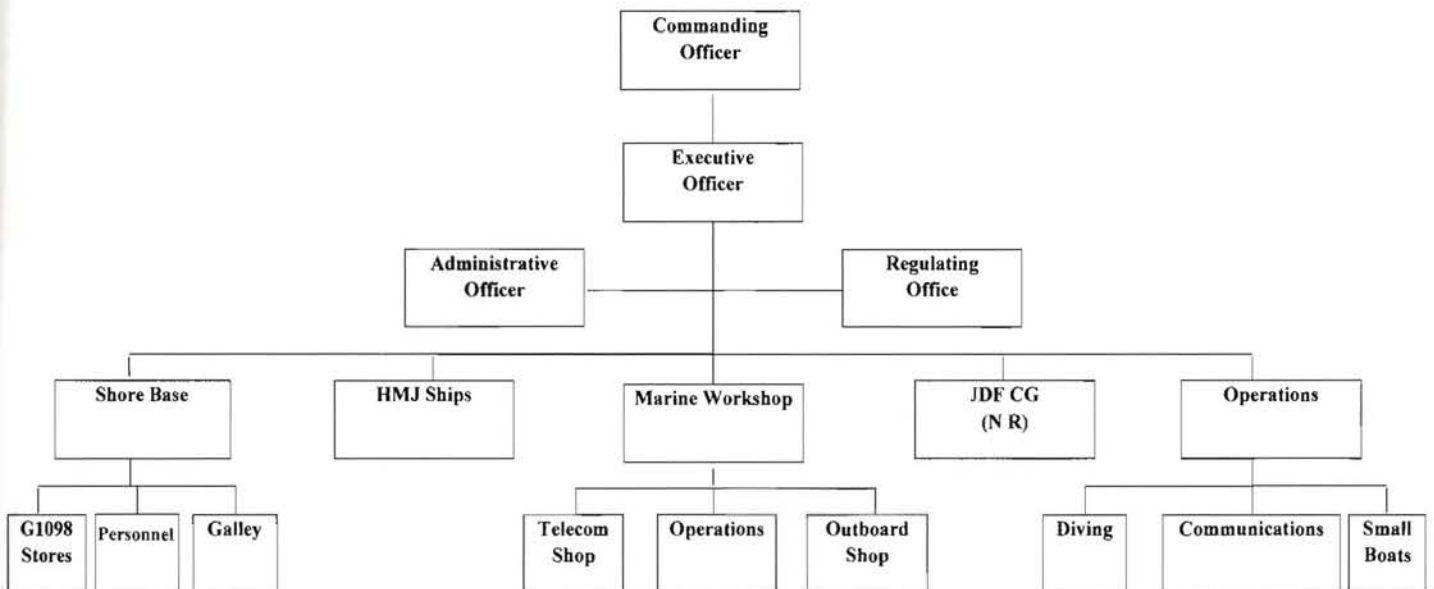 Commanding
Officer
Executive
Officer
Administrative
Officer
Regulating
Office
Shore Base
HMJ Ships
Marine Workshop
JDF CG
(N R)
Operations
G1098
Stores
Personnel
Galley
Telecom
Shop
Operations
Outboard
Shop
Diving
Communications
Small
Boats